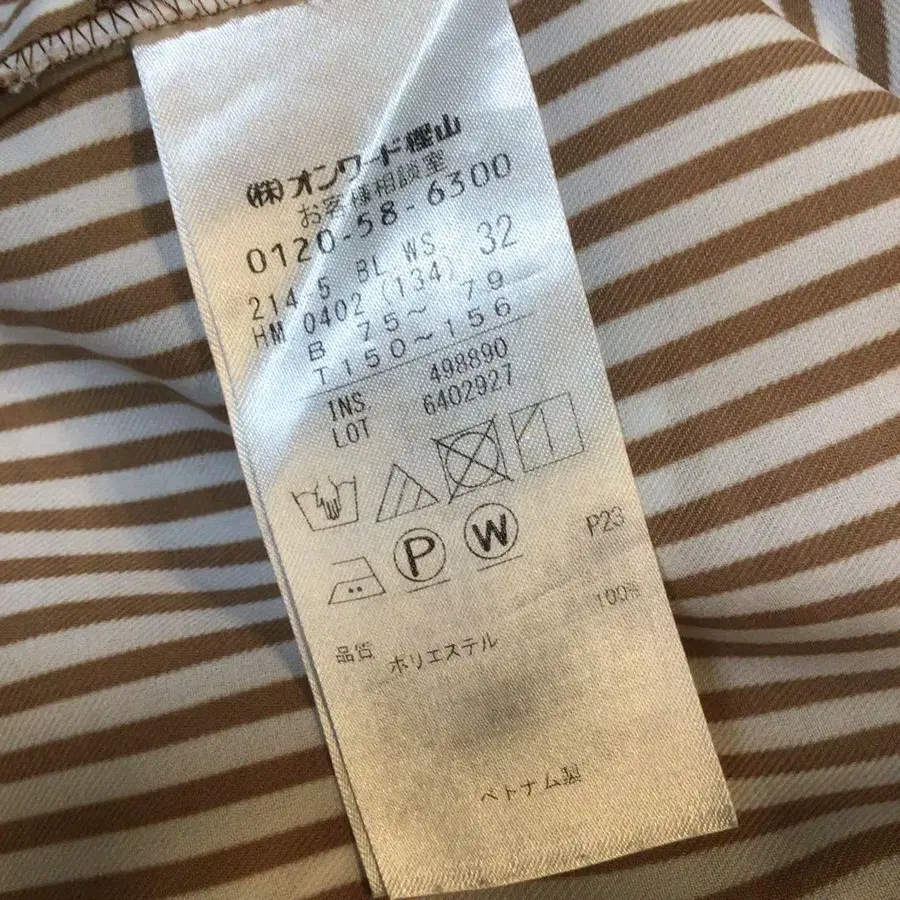 (株)オンワード樫山
お客様相談室
0120-58-6300
214 5 BL WS 32
HM 0402 (134)
B 75~ 79
T150~156
INS 498890
LOT 6402927
P W P23
品質 ポリエステル 100%
ベトナム製